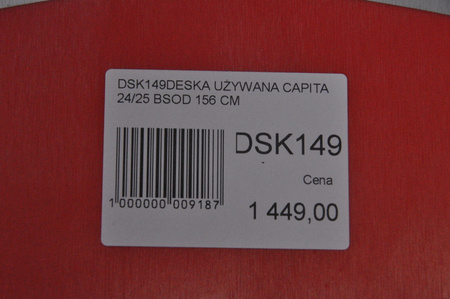 DSK149DESKA UŻYWANA CAPITA
24/25 BSOD 156 CM
DSK149
Cena
1 449,00
1 000000 009187